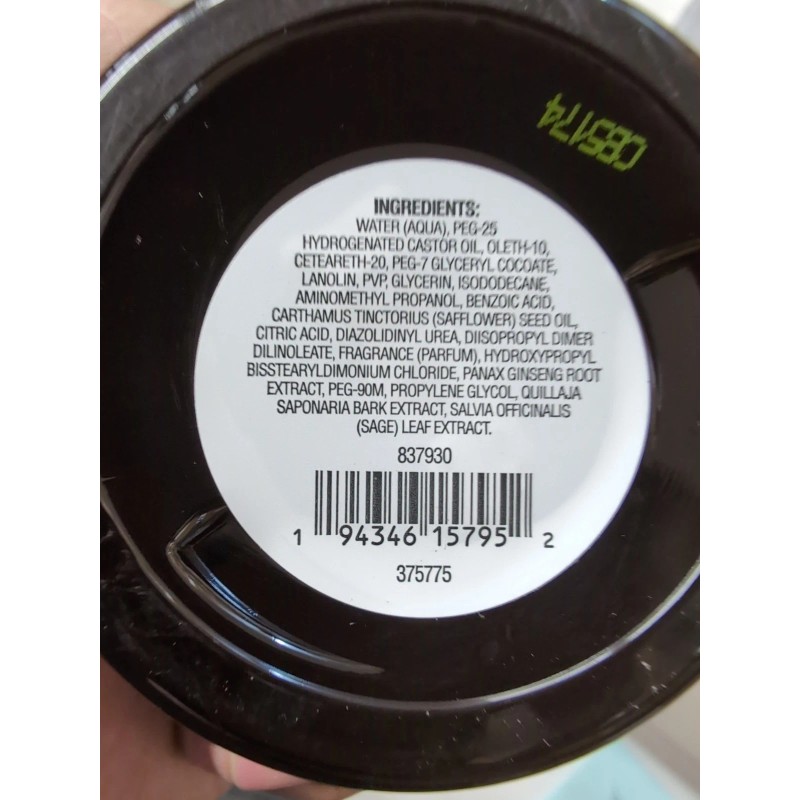 INGREDIENTS:
WATER (AQUA), PEG-25
HYDROGENATED CASTOR OIL, OLETH-10,
CETEARETH-20, PEG-7 GLYCERYL COCOATE,
LANOLIN, PVP, GLYCERIN, ISODODECANE,
AMINOMETHYL PROPANOL, BENZOIC ACID,
CARTHAMUS TINCTORIUS (SAFFLOWER) SEED OIL,
CITRIC ACID, DIAZOLIDINYL UREA, DIISOPROPYL DIMER
DILINOLEATE, FRAGRANCE (PARFUM), HYDROXYPROPYL
BISSTEARYLDIMONIUM CHLORIDE, PANAX GINSENG ROOT
EXTRACT, PEG-90M, PROPYLENE GLYCOL, QUILLAJA
SAPONARIA BARK EXTRACT, SALVIA OFFICINALIS
(SAGE) LEAF EXTRACT.
837930
1 94346 15795 2
375775